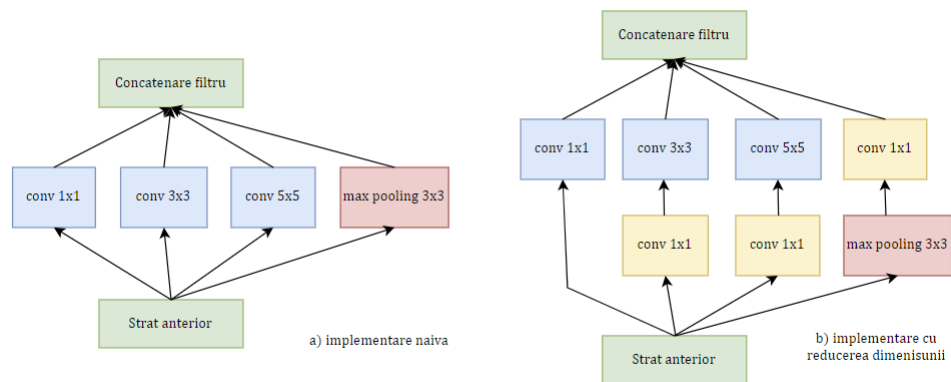 Concatenare filtru
conv 1x1
conv 3x3
conv 5x5
max pooling 3x3
Strat anterior
a) implementare naiva
Concatenare filtru
conv 1x1
conv 3x3
conv 5x5
conv 1x1
conv 1x1
conv 1x1
max pooling 3x3
Strat anterior
b) implementare cu
reducerea dimenisunii